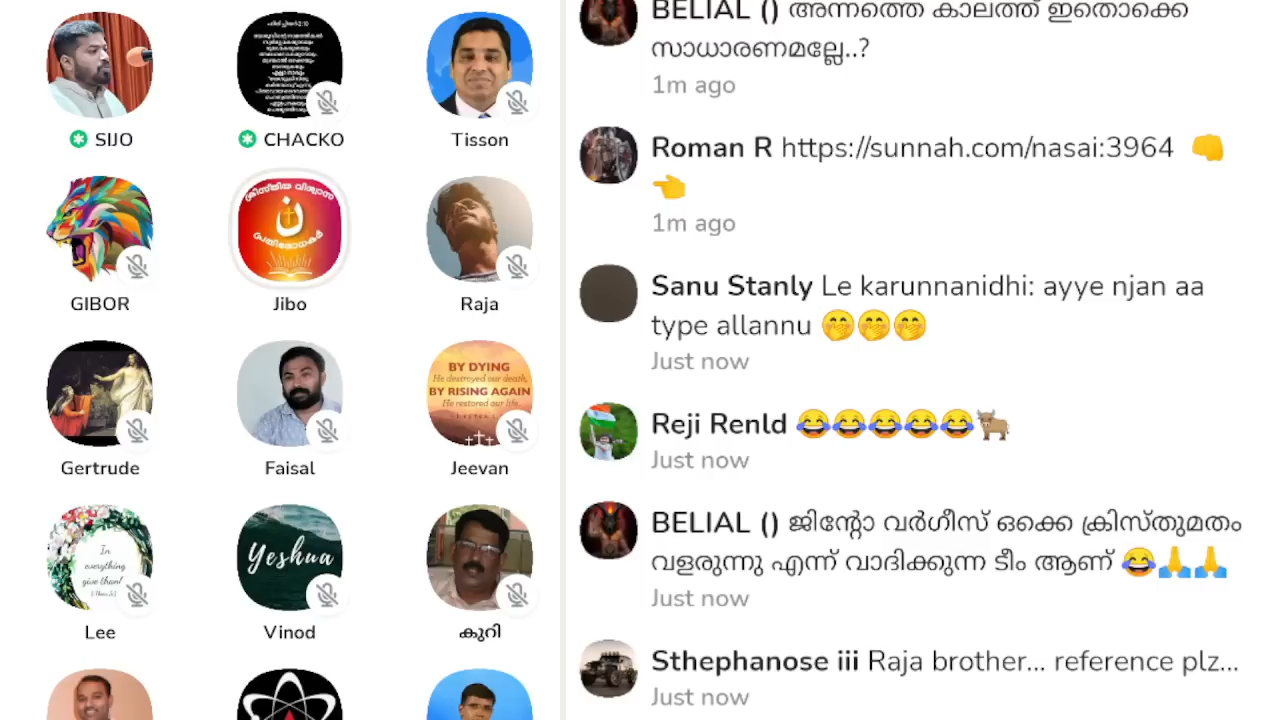 SIJO
CHACKO
Tisson
ക്രിസ്തീയ വിശ്വാസ
GIBOR
Jibo
Raja
BY DYING
He destroyed our death,
BY RISING AGAIN
He restored our life.
Gertrude
Faisal
Jeevan
In
everything
give thanks
Yeshua
Lee
Vinod
കുറി
BELIAL () അന്നത്തെ കാലത്ത് ഇതൊക്കെ
സാധാരണമല്ലേ..?
1m ago
Roman R https://sunnah.com/nasai:3964 👊
👈
1m ago
Sanu Stanly Le karunnanidhi: ayye njan aa
type allannu 🤭🤭🤭
Just now
Reji Renld 😂😂😂😂😂🐂
Just now
BELIAL () ജിന്റോ വർഗീസ് ഒക്കെ ക്രിസ്തുമതം
വളരുന്നു എന്ന് വാദിക്കുന്ന ടീം ആണ് 😂🙏🙏
Just now
Sthephanose iii Raja brother... reference plz...
Just now